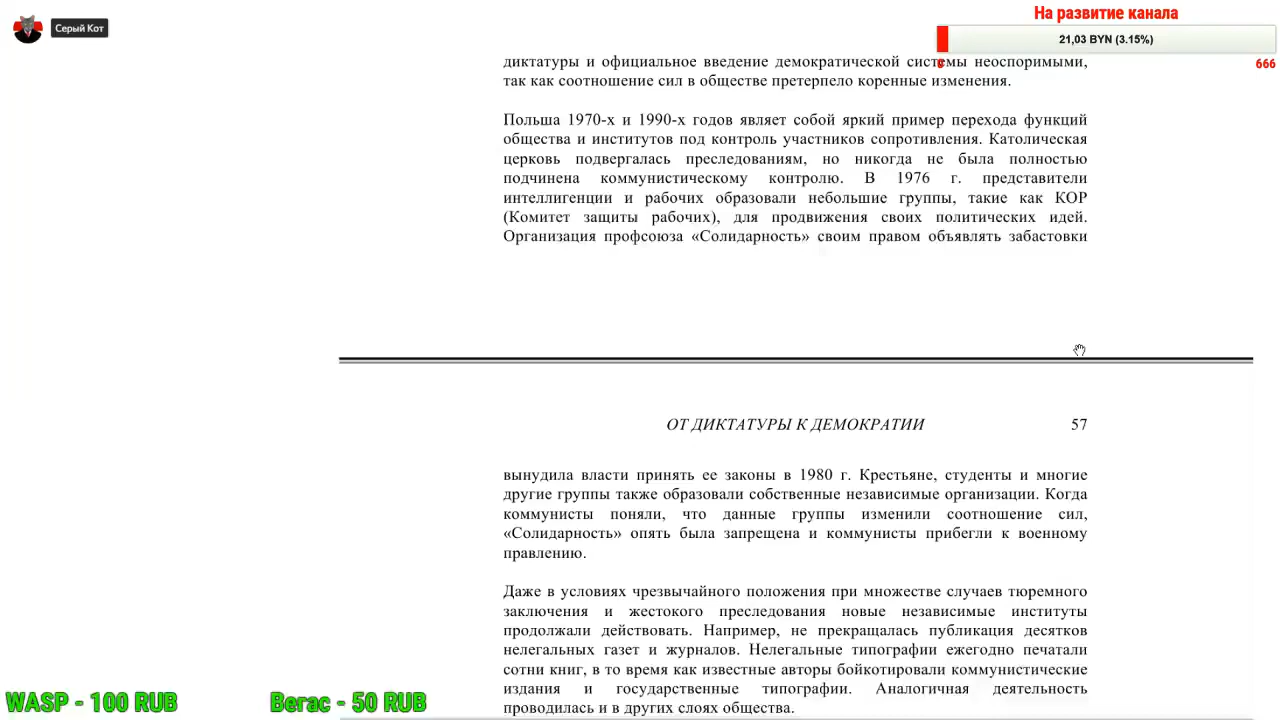 Серый Кот
На развитие канала
21,03 BYN (3.15%)
0
666
диктатуры и официальное введение демократической системы неоспоримыми,
так как соотношение сил в обществе претерпело коренные изменения.
Польша 1970-х и 1990-х годов являет собой яркий пример перехода функций
общества и институтов под контроль участников сопротивления. Католическая
церковь подвергалась преследованиям, но никогда не была полностью
подчинена коммунистическому контролю. В 1976 г. представители
интеллигенции и рабочих образовали небольшие группы, такие как КОР
(Комитет защиты рабочих), для продвижения своих политических идей.
Организация профсоюза «Солидарность» своим правом объявлять забастовки
ОТ ДИКТАТУРЫ К ДЕМОКРАТИИ 57
вынудила власти принять ее законы в 1980 г. Крестьяне, студенты и многие
другие группы также образовали собственные независимые организации. Когда
коммунисты поняли, что данные группы изменили соотношение сил,
«Солидарность» опять была запрещена и коммунисты прибегли к военному
правлению.
Даже в условиях чрезвычайного положения при множестве случаев тюремного
заключения и жестокого преследования новые независимые институты
продолжали действовать. Например, не прекращалась публикация десятков
нелегальных газет и журналов. Нелегальные типографии ежегодно печатали
сотни книг, в то время как известные авторы бойкотировали коммунистические
издания и государственные типографии. Аналогичная деятельность
проводилась и в других слоях общества.
WASP - 100 RUB
Вегас - 50 RUB